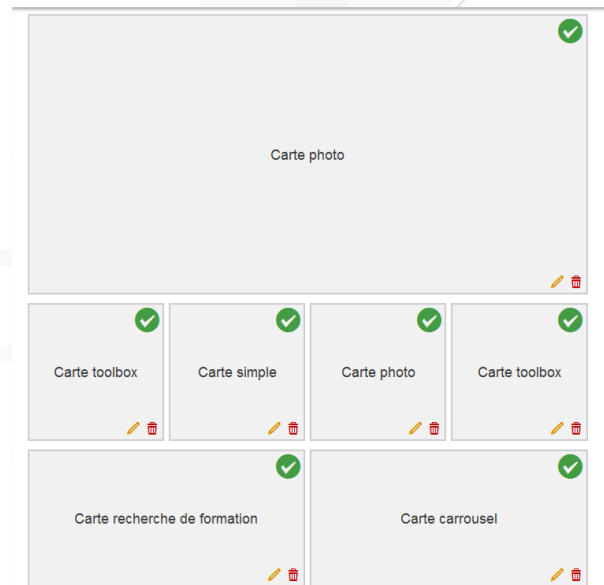 Carte photo
Carte toolbox
Carte simple
Carte photo
Carte toolbox
Carte recherche de formation
Carte carrousel